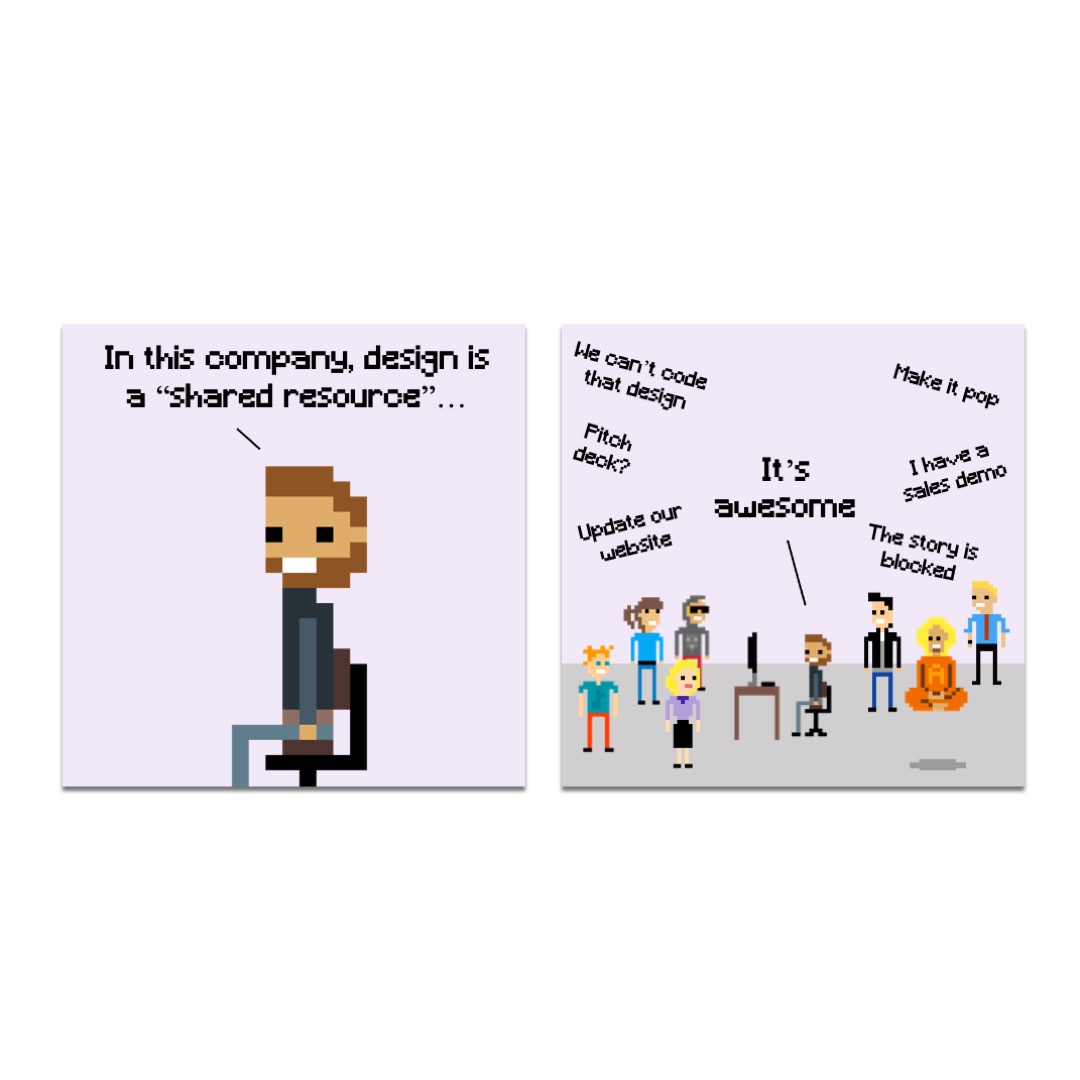 In this company, design is
a “shared resource”...
We can't code
that design
Make it pop
Pitch
deck?
It's
awesome
I have a
sales demo
Update our
website
The story is
blocked